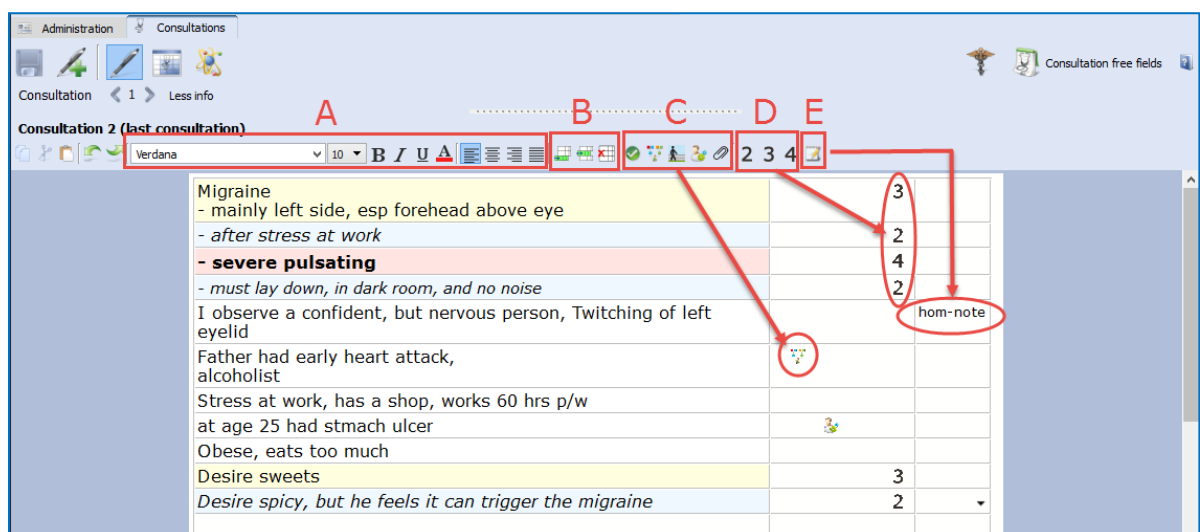 Administration Consultations
Consultation free fields
Consultation 1 Less info
A B C D E
Consultation 2 (last consultation)
Verdana 10 B I U A 2 3 4
Migraine 3
- mainly left side, esp forehead above eye
- after stress at work 2
- severe pulsating 4
- must lay down, in dark room, and no noise 2
I observe a confident, but nervous person, Twitching of left hom-note
eyelid
Father had early heart attack,
alcoholist
Stress at work, has a shop, works 60 hrs p/w
at age 25 had stmach ulcer
Obese, eats too much
Desire sweets 3
Desire spicy, but he feels it can trigger the migraine 2